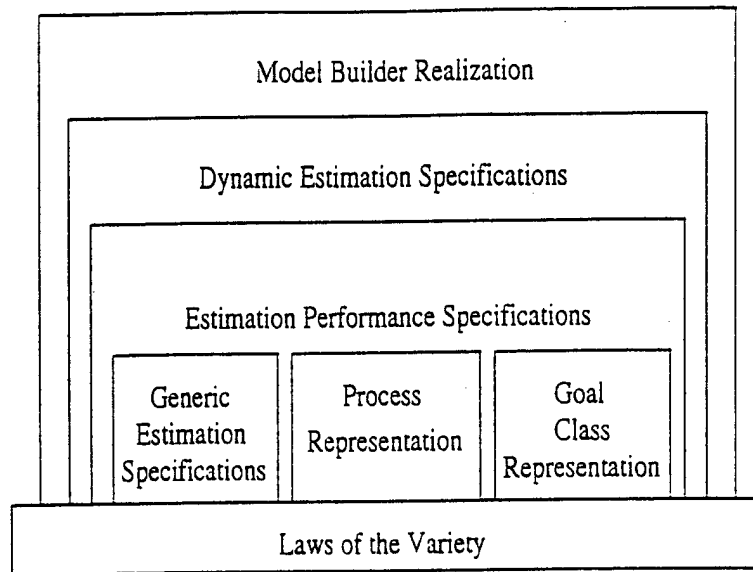 Model Builder Realization
Dynamic Estimation Specifications
Estimation Performance Specifications
Generic
Estimation
Specifications
Process
Representation
Goal
Class
Representation
Laws of the Variety